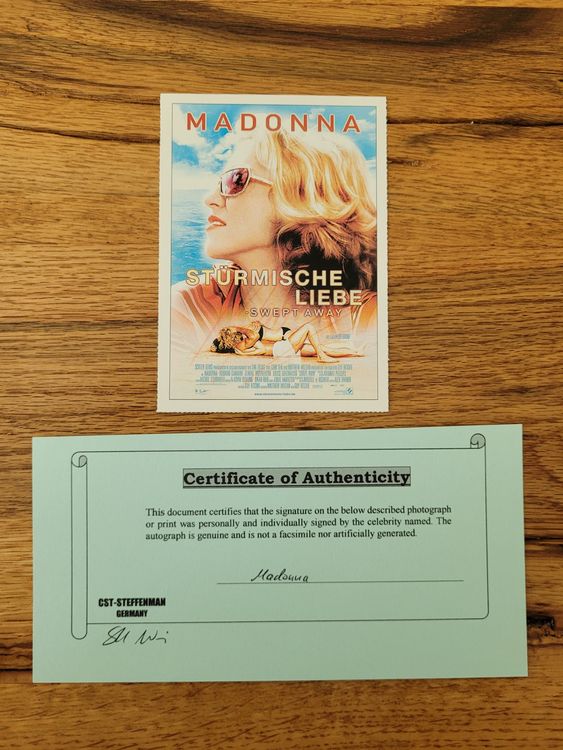 MADONNA
STÜRMISCHE
LIEBE
-SWEPT AWAY-
Certificate of Authenticity
This document certifies that the signature on the below described photograph
or print was personally and individually signed by the celebrity named. The
autograph is genuine and is not a facsimile nor artificially generated.
Madonna
CST-STEFFENMAN
GERMANY